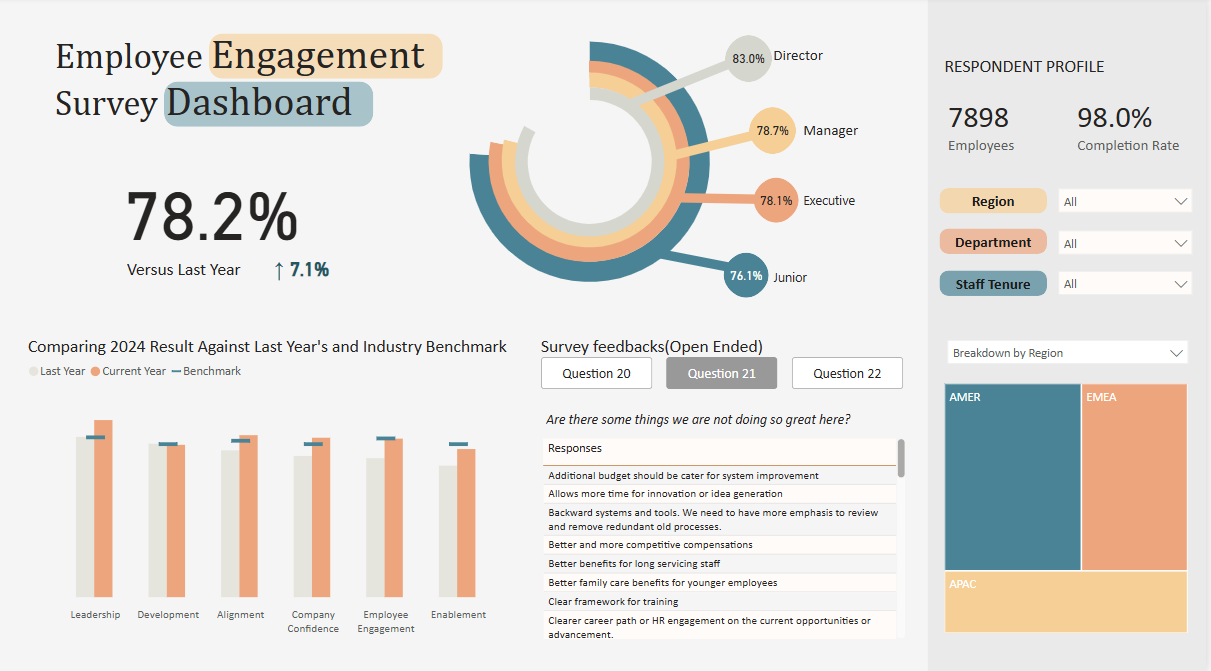 Employee Engagement
Survey Dashboard
78.2%
Versus Last Year ↑ 7.1%
83.0% Director
78.7% Manager
78.1% Executive
76.1% Junior
RESPONDENT PROFILE
7898 98.0%
Employees Completion Rate
Region All
Department All
Staff Tenure All
Comparing 2024 Result Against Last Year's and Industry Benchmark
Last Year Current Year Benchmark
Leadership Development Alignment Company Confidence Employee Engagement Enablement
Survey feedbacks(Open Ended)
Question 20 Question 21 Question 22
Are there some things we are not doing so great here?
Responses
Additional budget should be cater for system improvement
Allows more time for innovation or idea generation
Backward systems and tools. We need to have more emphasis to review
and remove redundant old processes.
Better and more competitive compensations
Better benefits for long servicing staff
Better family care benefits for younger employees
Clear framework for training
Clearer career path or HR engagement on the current opportunities or
advancement.
Breakdown by Region
AMER EMEA
APAC